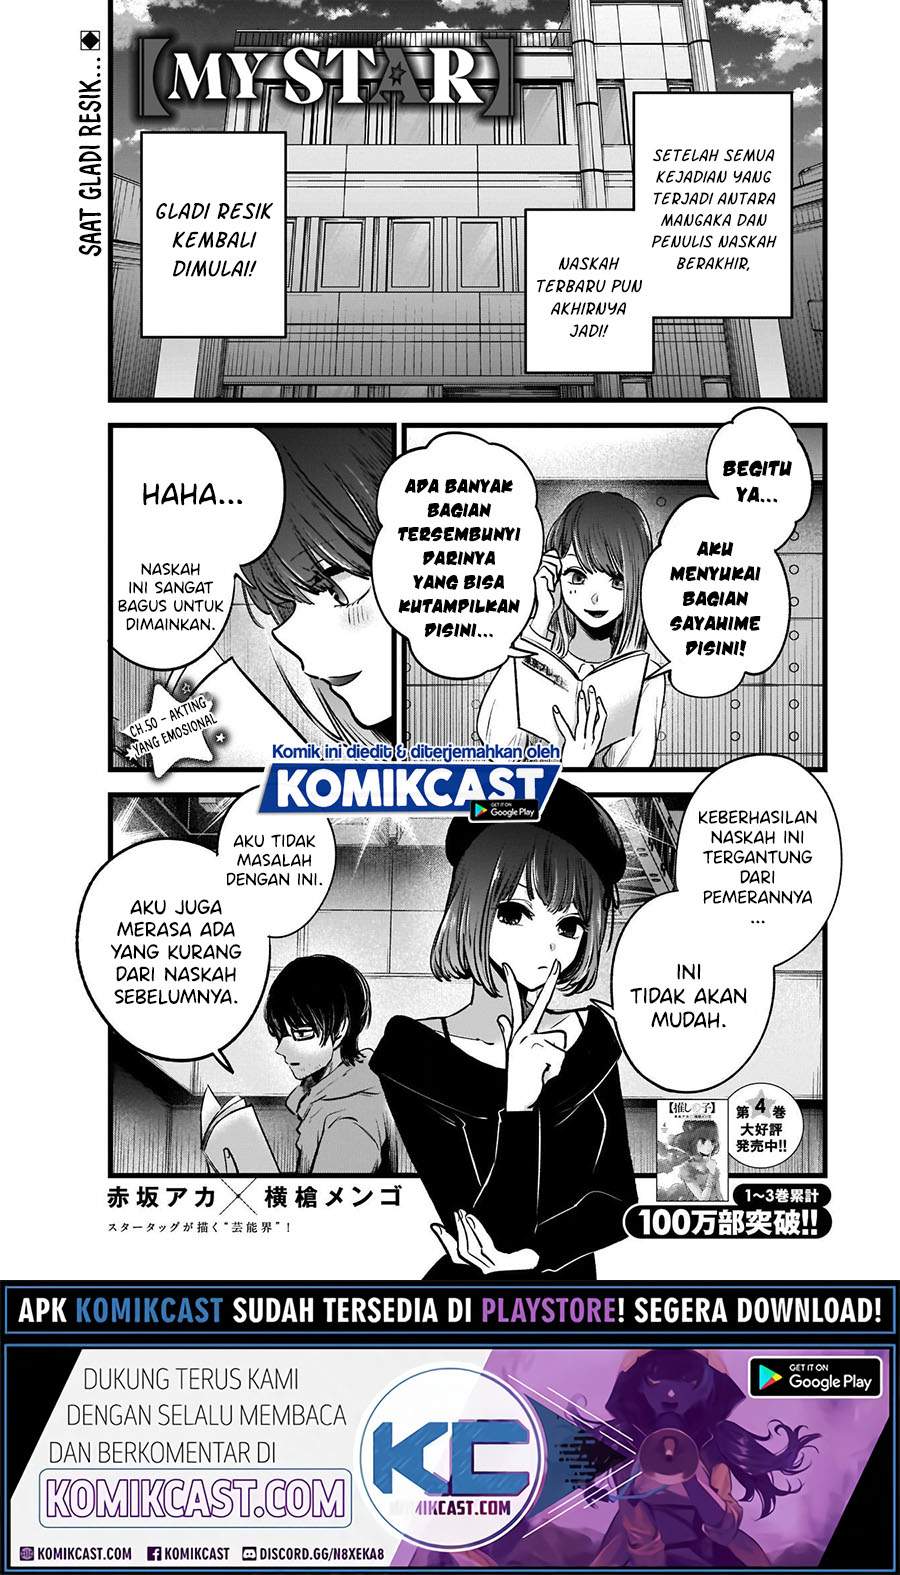 SAAT GLADI RESIK...
【MY STAR】
SETELAH SEMUA
KEJADIAN YANG
TERJADI ANTARA
MANGAKA DAN
PENULIS NASKAH
BERAKHIR,
NASKAH
TERBARU PUN
AKHIRNYA
JADI!
GLADI RESIK
KEMBALI
DIMULAI!
BEGITU
YA...
AKU
MENYUKAI
BAGIAN
SAYAHIME
DISINI!
ADA BANYAK
BAGIAN
TERSEMBUNYI
DARINYA
YANG BISA
KUTAMPILKAN
DISINI...
HAHA...
NASKAH
INI SANGAT
BAGUS UNTUK
DIMAINKAN.
CH.50 - AKTING
YANG EMOSIONAL
Komik ini diedit & diterjemahkan oleh
KOMIKCAST
GET IT ON
Google Play
KEBERHASILAN
NASKAH INI
TERGANTUNG
DARI
PEMERANNYA
...
INI
TIDAK AKAN
MUDAH.
AKU TIDAK
MASALAH
DENGAN INI.
AKU JUGA
MERASA ADA
YANG KURANG
DARI NASKAH
SEBELUMNYA.
【推しの子】
4
第4巻
大好評
発売中!!
1〜3巻累計
100万部突破!!
赤坂アカ×横槍メンゴ
スタータッグが描く“芸能界”!
APK KOMIKCAST SUDAH TERSEDIA DI PLAYSTORE! SEGERA DOWNLOAD!
GET IT ON
Google Play
DUKUNG TERUS KAMI
DENGAN SELALU MEMBACA
DAN BERKOMENTAR DI
KOMIKCAST.COM
KC
KOMIKCAST.COM
KOMIKCAST.COM KOMIKCAST DISCORD.GG/N8XEKA8